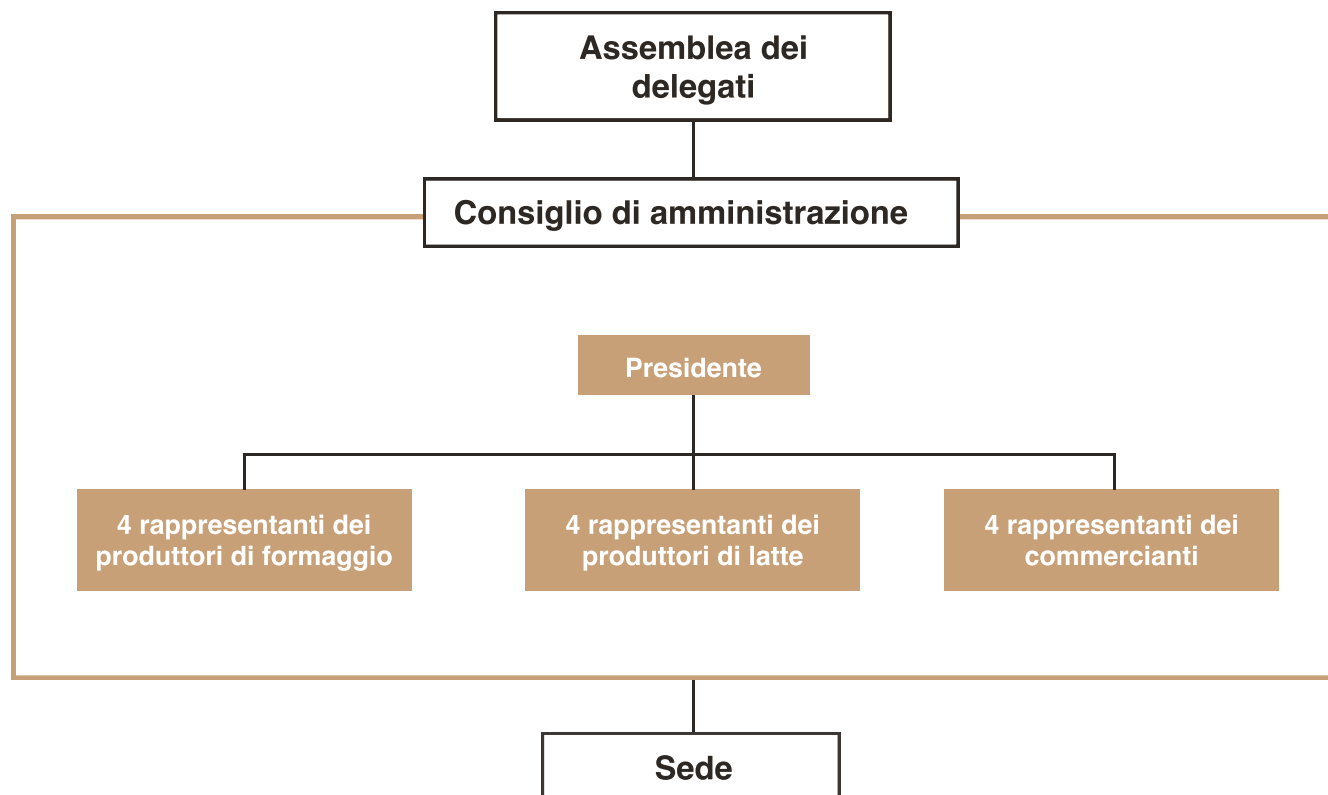 Assemblea dei
delegati
Consiglio di amministrazione
Presidente
4 rappresentanti dei
produttori di formaggio
4 rappresentanti dei
produttori di latte
4 rappresentanti dei
commercianti
Sede